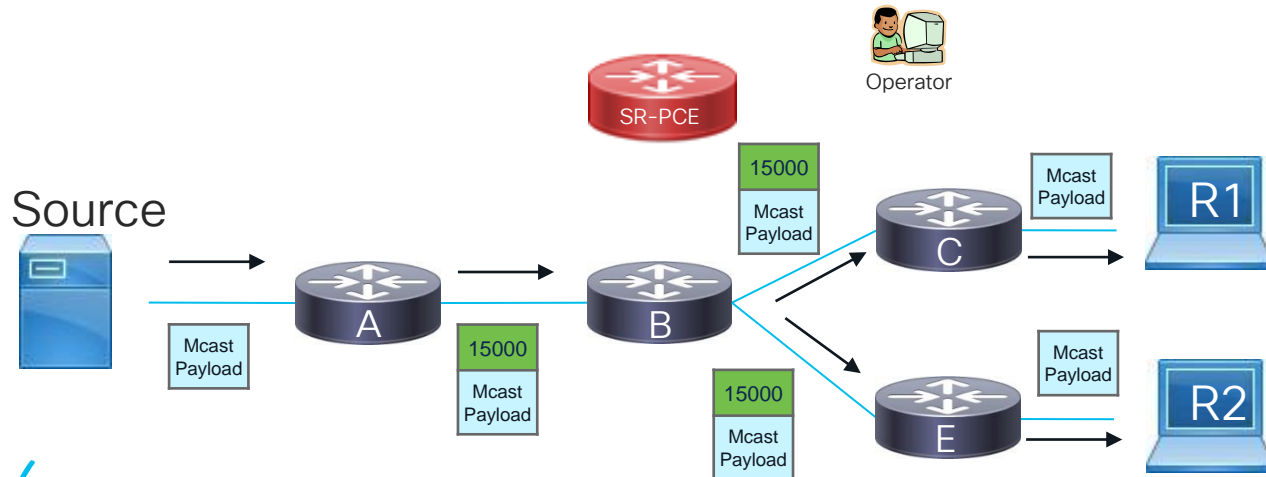 Operator
SR-PCE
15000
Mcast
Payload
Mcast
Payload
R1
Source
C
A
B
Mcast
Payload
15000
Mcast
Payload
15000
Mcast
Payload
E
Mcast
Payload
R2